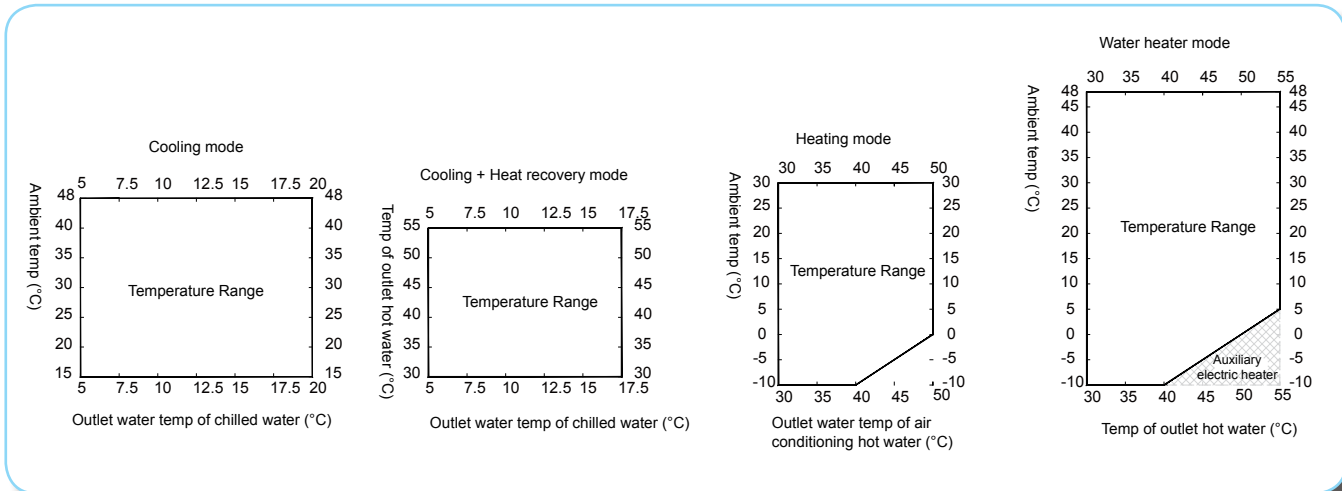 Cooling mode
5 7.5 10 12.5 15 17.5 20
Ambient temp (°C)
48 48
40 40
35 35
30 30
25 25
20 20
15 15
Temperature Range
5 7.5 10 12.5 15 17.5 20
Outlet water temp of chilled water (°C)
Cooling + Heat recovery mode
5 7.5 10 12.5 15 17.5
Temp of outlet hot water (°C)
55 55
50 50
45 45
40 40
35 35
30 30
Temperature Range
5 7.5 10 12.5 15 17.5
Outlet water temp of chilled water (°C)
Heating mode
30 35 40 45 50
Ambient temp (°C)
30 30
25 25
20 20
15 15
10 10
5 5
0 0
-5 -5
-10 -10
Temperature Range
30 35 40 45 50
Outlet water temp of air
conditioning hot water (°C)
Water heater mode
30 35 40 45 50 55
Ambient temp (°C)
48 48
45 45
40 40
35 35
30 30
25 25
20 20
15 15
10 10
5 5
0 0
-5 -5
-10 -10
Temperature Range
Auxiliary
electric heater
30 35 40 45 50 55
Temp of outlet hot water (°C)